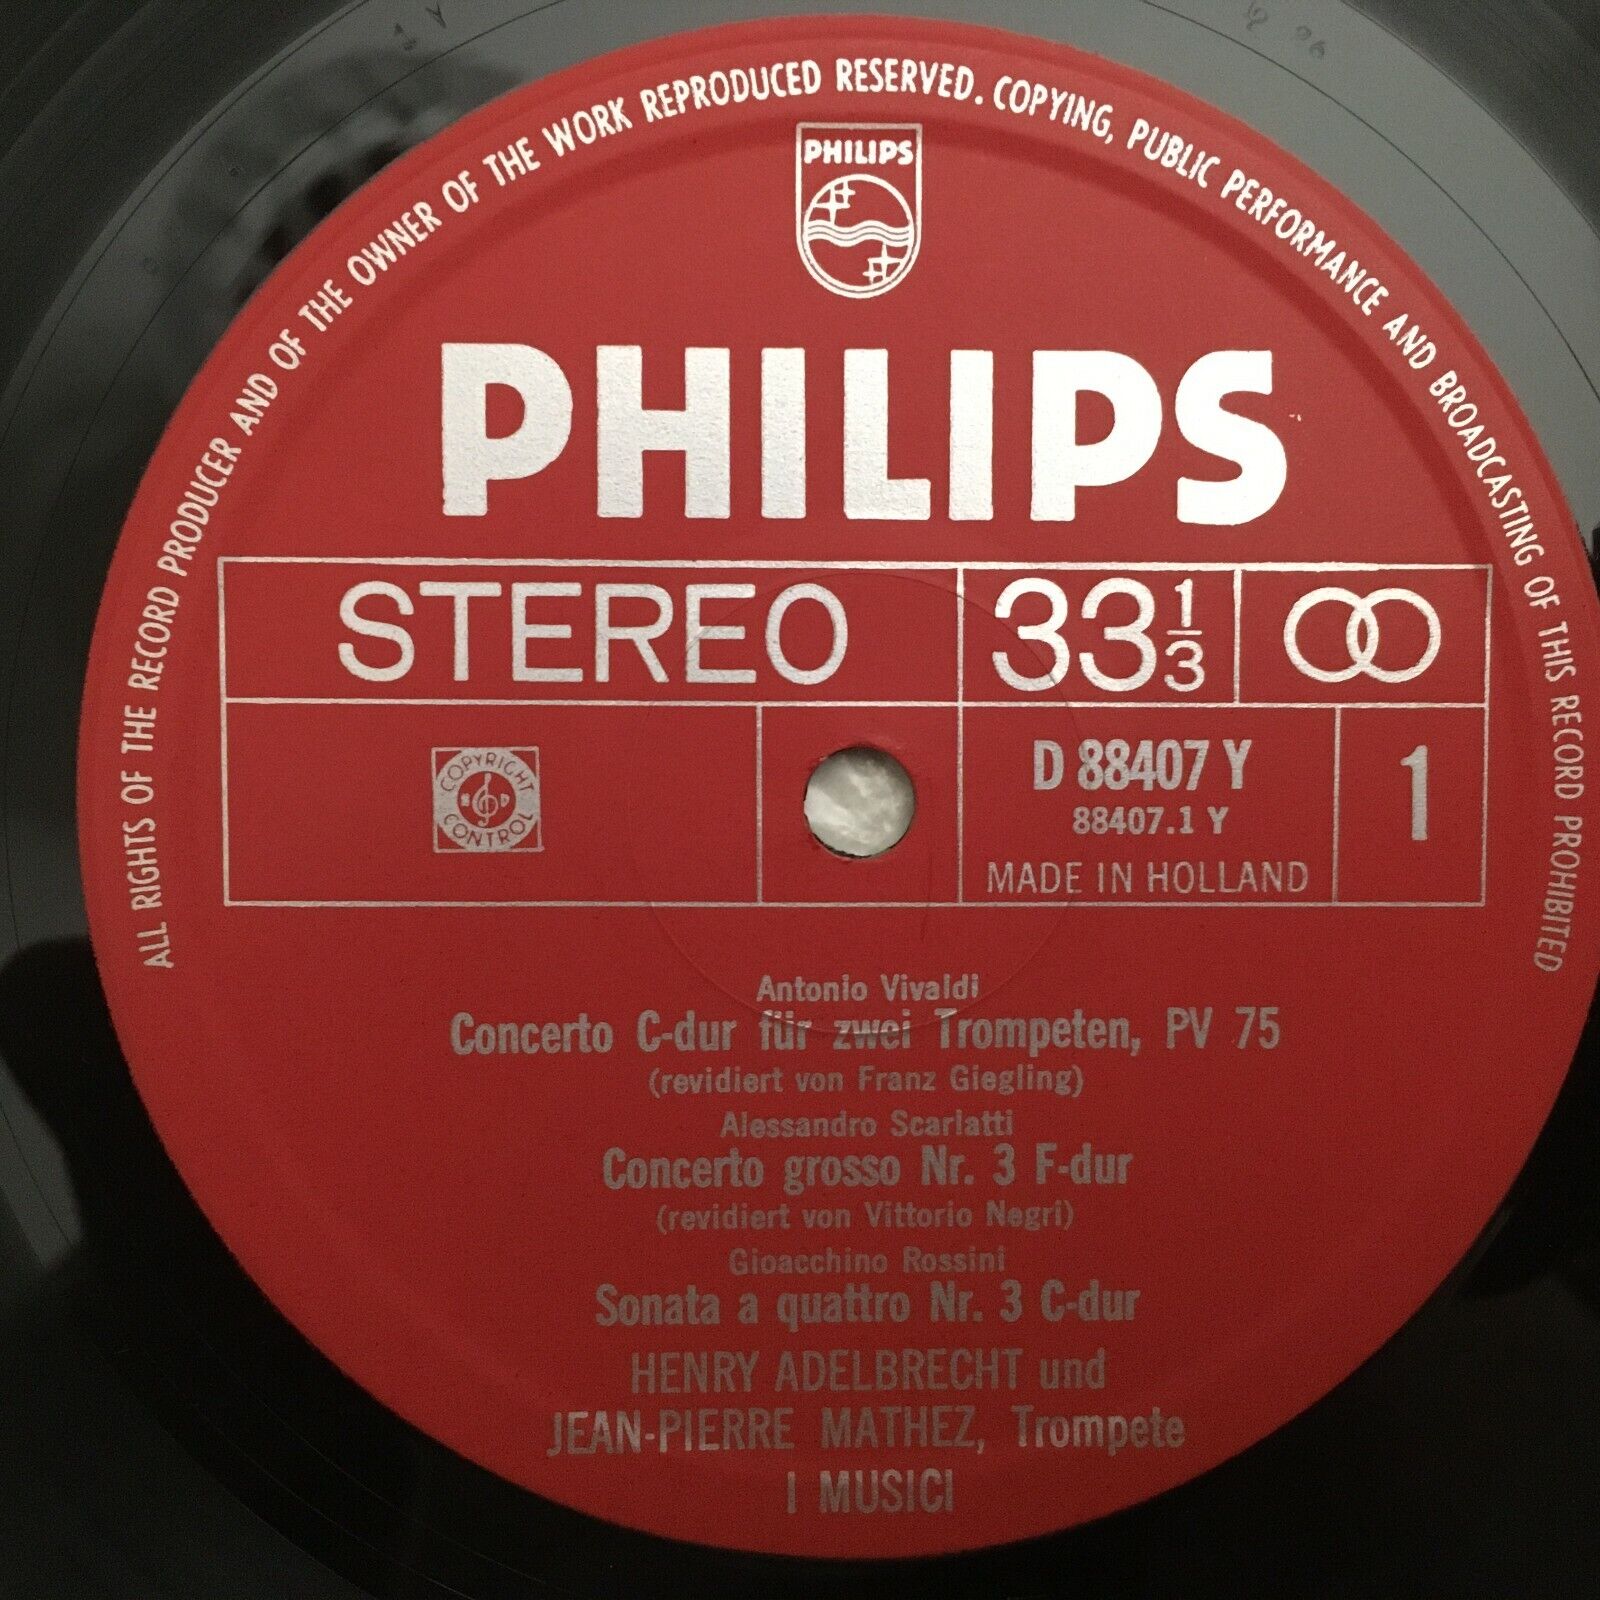 ALL RIGHTS OF THE RECORD PRODUCER AND OF THE OWNER OF THE WORK REPRODUCED RESERVED. COPYING, PUBLIC PERFORMANCE AND BROADCASTING OF THIS RECORD PROHIBITED
PHILIPS
PHILIPS
STEREO
33 1/3
COPYRIGHT
CONTROL
D 88407 Y
88407.1 Y
MADE IN HOLLAND
1
Antonio Vivaldi
Concerto C-dur für zwei Trompeten, PV 75
(revidiert von Franz Giegling)
Alessandro Scarlatti
Concerto grosso Nr. 3 F-dur
(revidiert von Vittorio Negri)
Gioacchino Rossini
Sonata a quattro Nr. 3 C-dur
HENRY ADELBRECHT und
JEAN-PIERRE MATHEZ, Trompete
I MUSICI